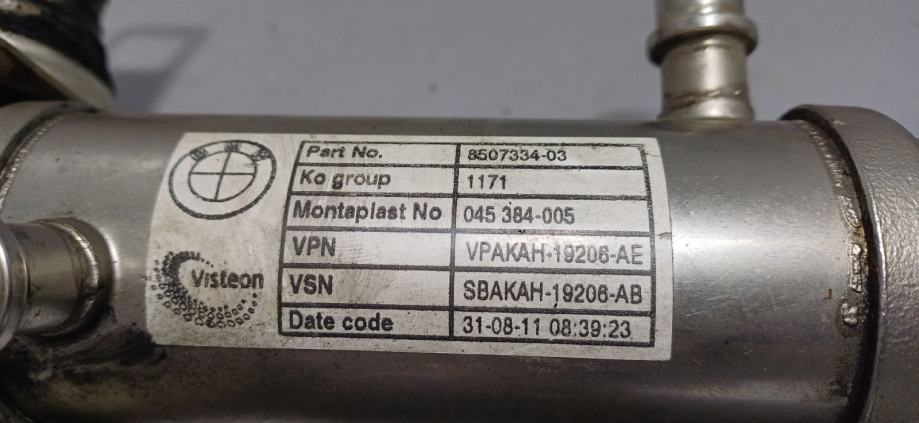 BMW
Part No. 8507334-03
Ko group 1171
Montaplast No 045 384-005
VPN VPAKAH-19206-AE
Visteon
VSN SBAKAH-19206-AB
Date code 31-08-11 08:39:23